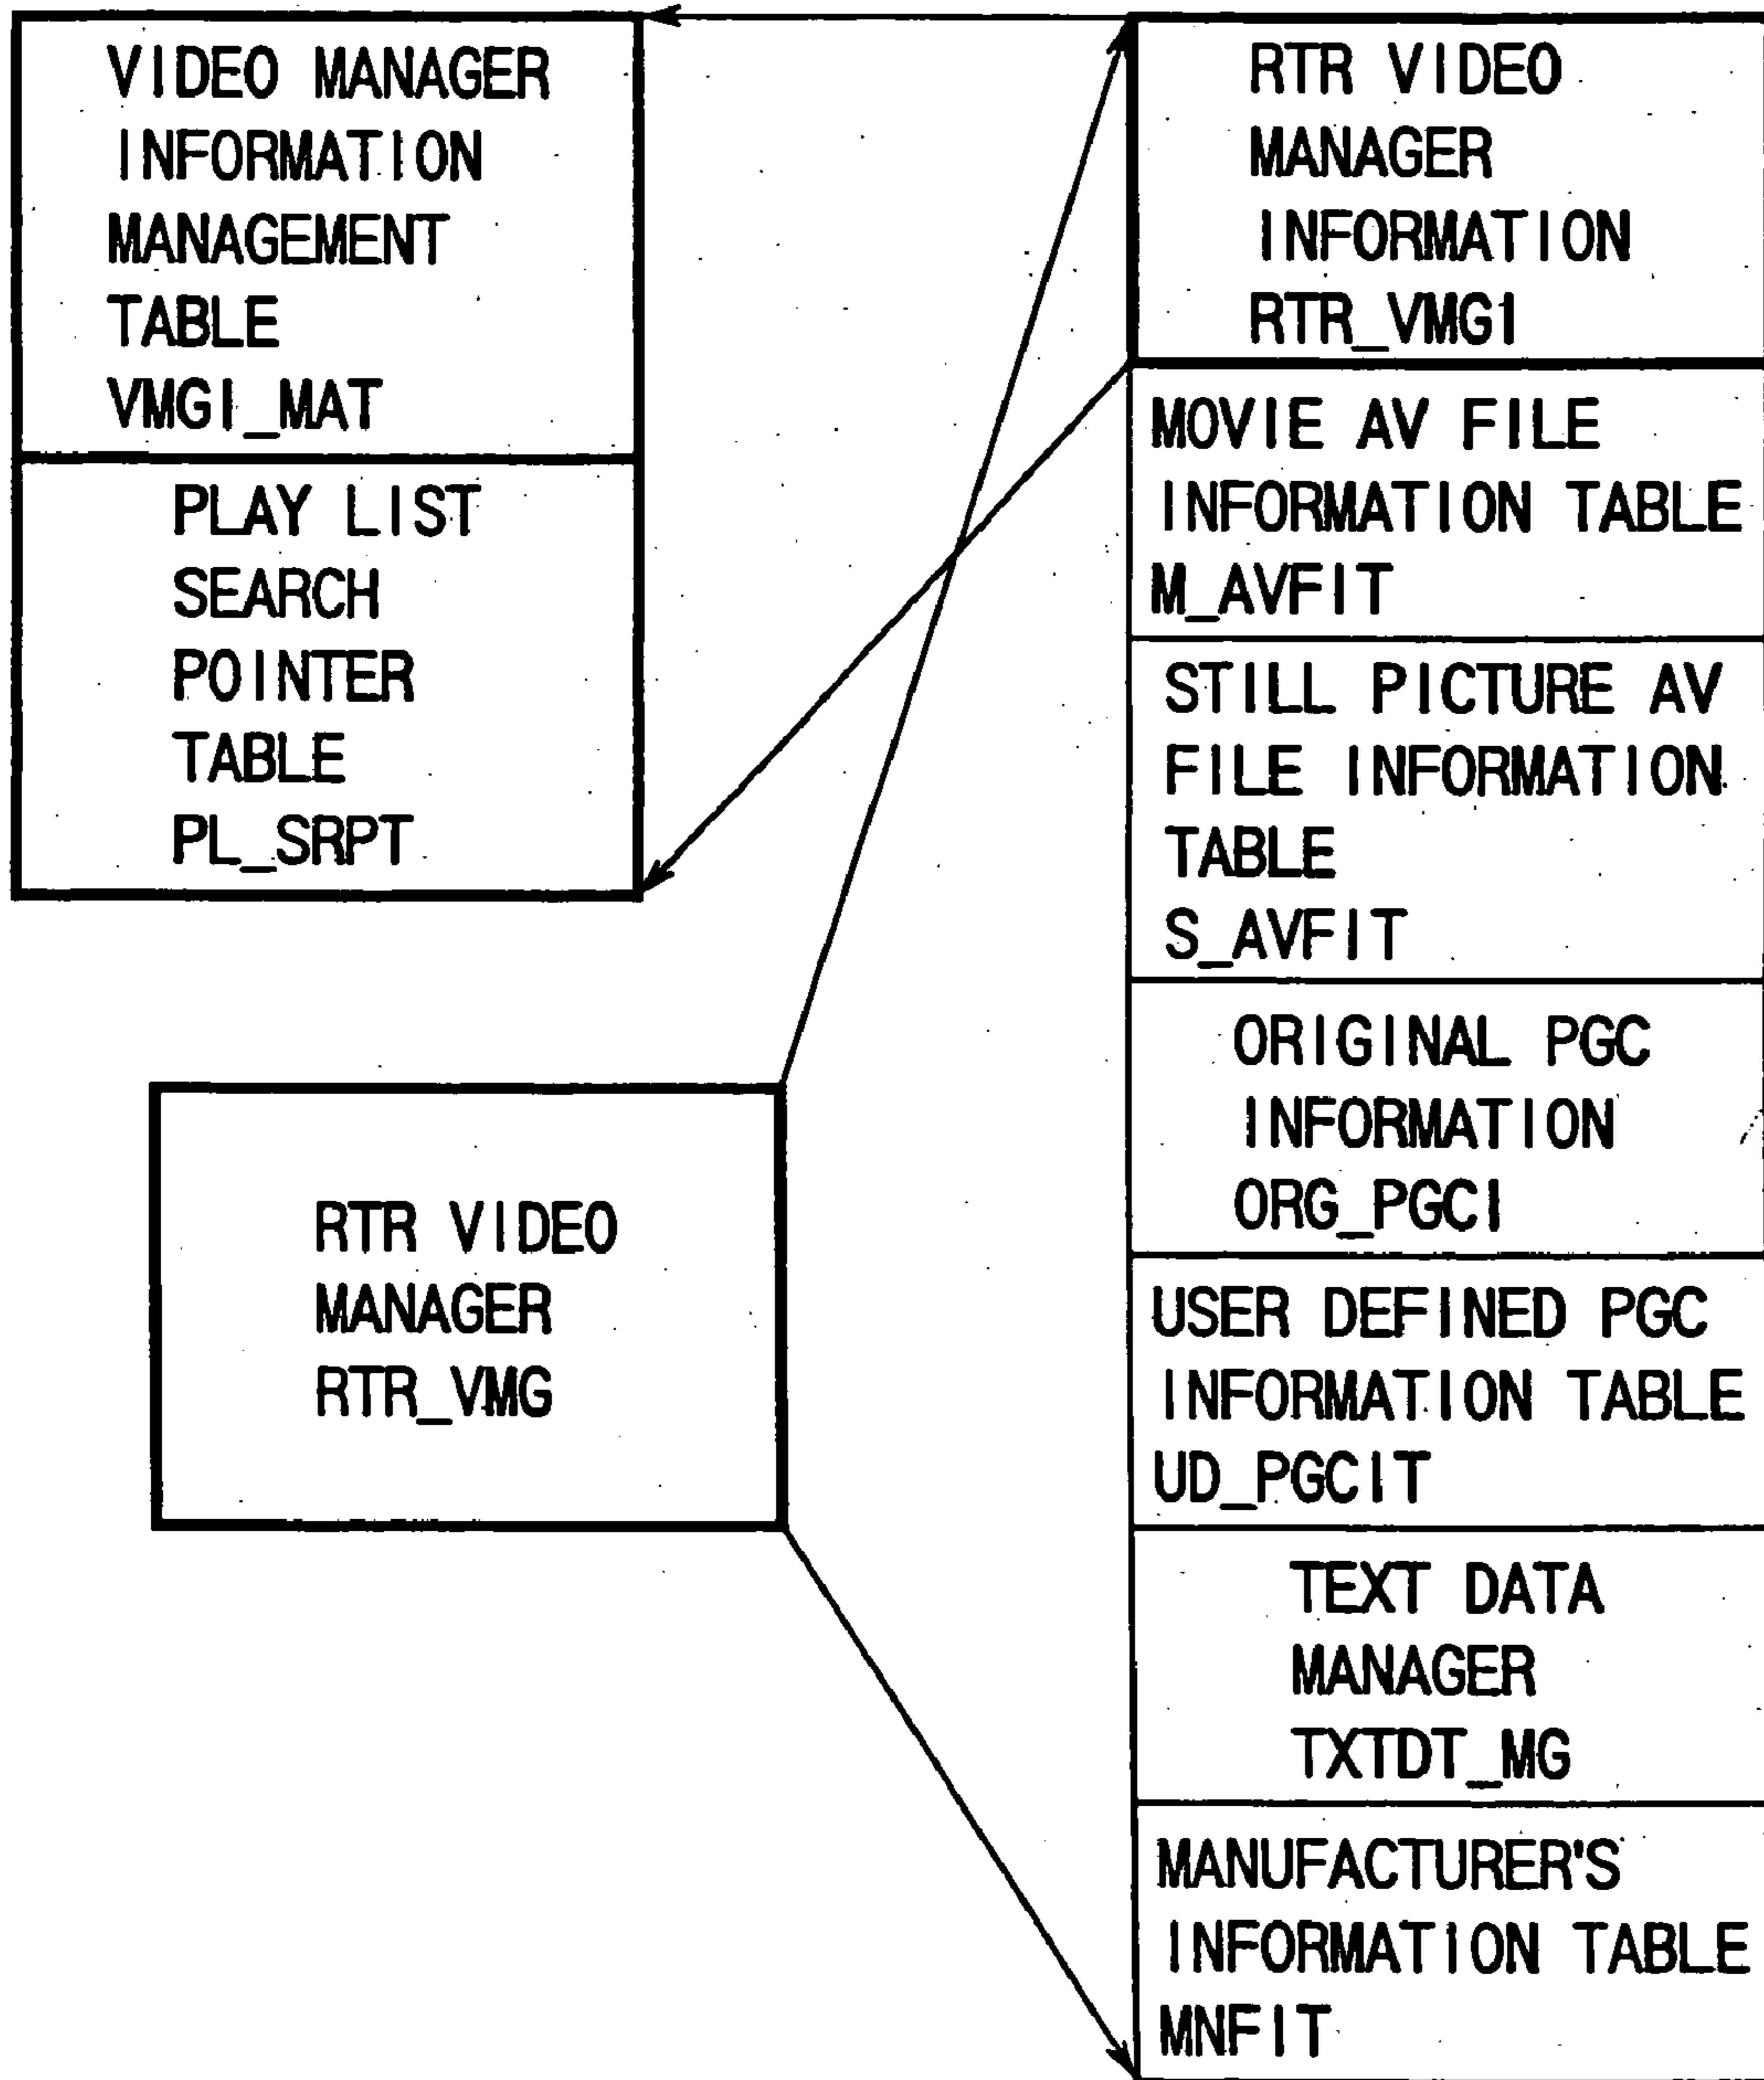 VIDEO MANAGER
INFORMATION
MANAGEMENT
TABLE
VMGI_MAT
PLAY LIST
SEARCH
POINTER
TABLE
PL_SRPT
RTR VIDEO
MANAGER
RTR_VMG
RTR VIDEO
MANAGER
INFORMATION
RTR_VMGI
MOVIE AV FILE
INFORMATION TABLE
M_AVFIT
STILL PICTURE AV
FILE INFORMATION
TABLE
S_AVFIT
ORIGINAL PGC
INFORMATION
ORG_PGCI
USER DEFINED PGC
INFORMATION TABLE
UD_PGCIT
TEXT DATA
MANAGER
TXTDT_MG
MANUFACTURER'S
INFORMATION TABLE
MNFIT